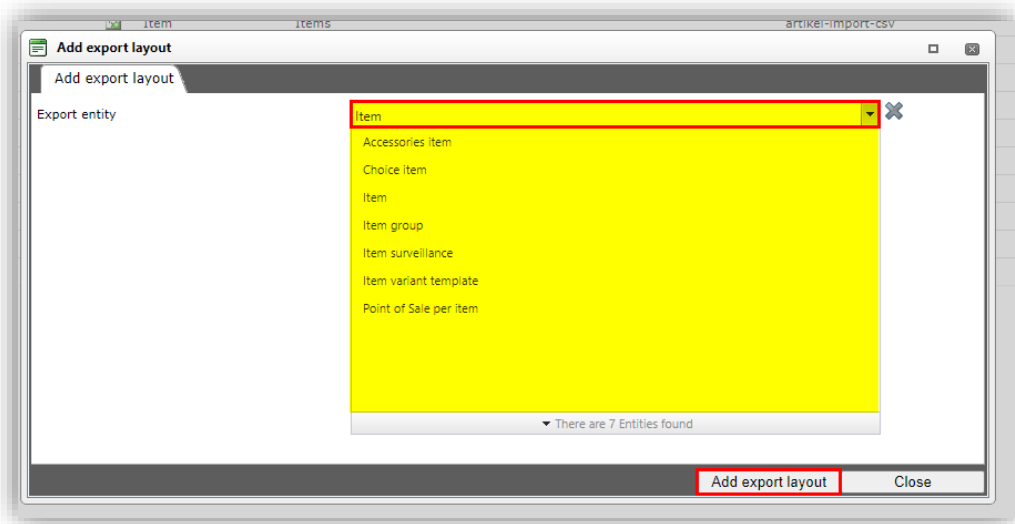 Item Items artikel-import-csv
Add export layout
Add export layout
Export entity
Item
Accessories item
Choice item
Item
Item group
Item surveillance
Item variant template
Point of Sale per item
There are 7 Entities found
Add export layout Close